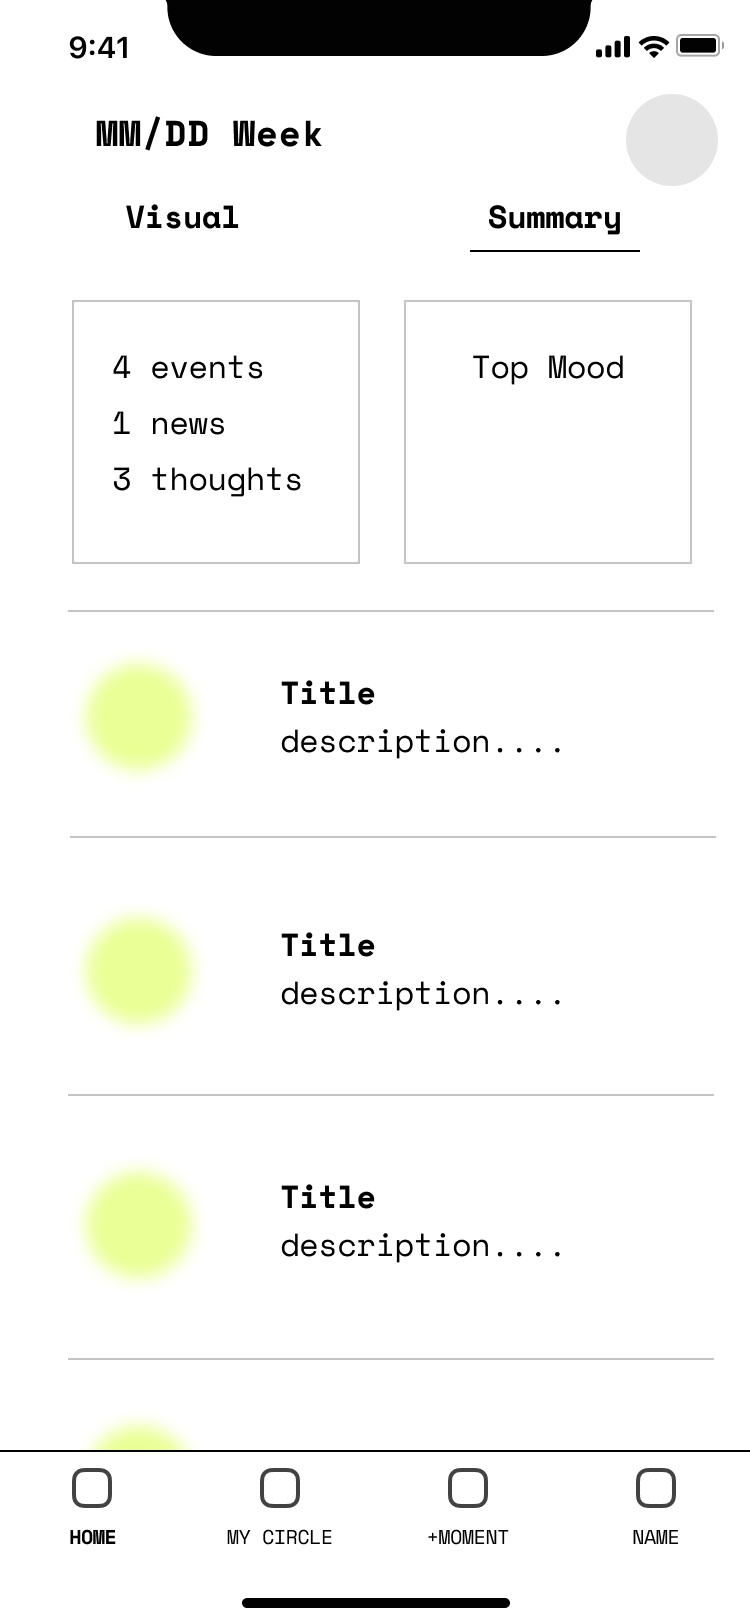 9:41
MM/DD Week
Visual
Summary
4 events
1 news
3 thoughts
Top Mood
Title
description....
Title
description....
Title
description....
HOME
MY CIRCLE
+MOMENT
NAME